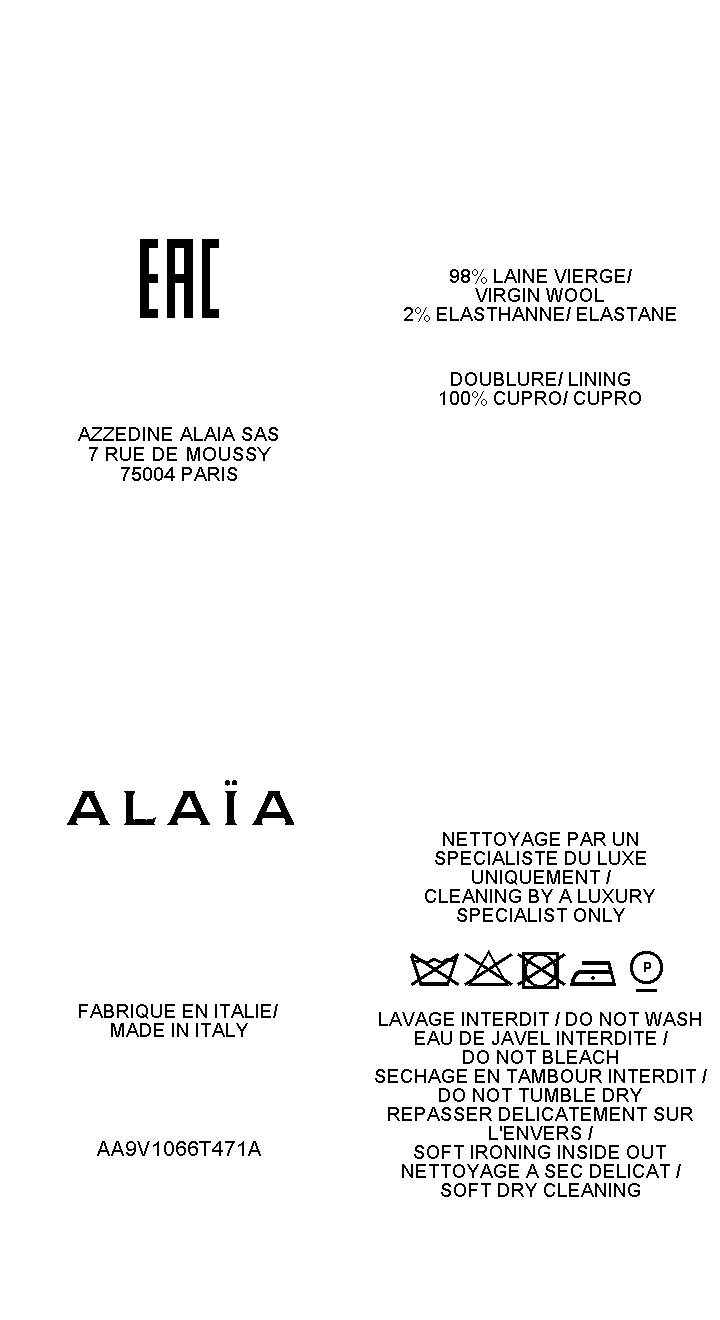 EAC
98% LAINE VIERGE/
VIRGIN WOOL
2% ELASTHANNE/ ELASTANE
DOUBLURE/ LINING
100% CUPRO/ CUPRO
AZZEDINE ALAIA SAS
7 RUE DE MOUSSY
75004 PARIS
ALAÏA
FABRIQUE EN ITALIE/
MADE IN ITALY
AA9V1066T471A
NETTOYAGE PAR UN
SPECIALISTE DU LUXE
UNIQUEMENT /
CLEANING BY A LUXURY
SPECIALIST ONLY
P
LAVAGE INTERDIT / DO NOT WASH
EAU DE JAVEL INTERDITE /
DO NOT BLEACH
SECHAGE EN TAMBOUR INTERDIT /
DO NOT TUMBLE DRY
REPASSER DELICATEMENT SUR
L'ENVERS /
SOFT IRONING INSIDE OUT
NETTOYAGE A SEC DELICAT /
SOFT DRY CLEANING